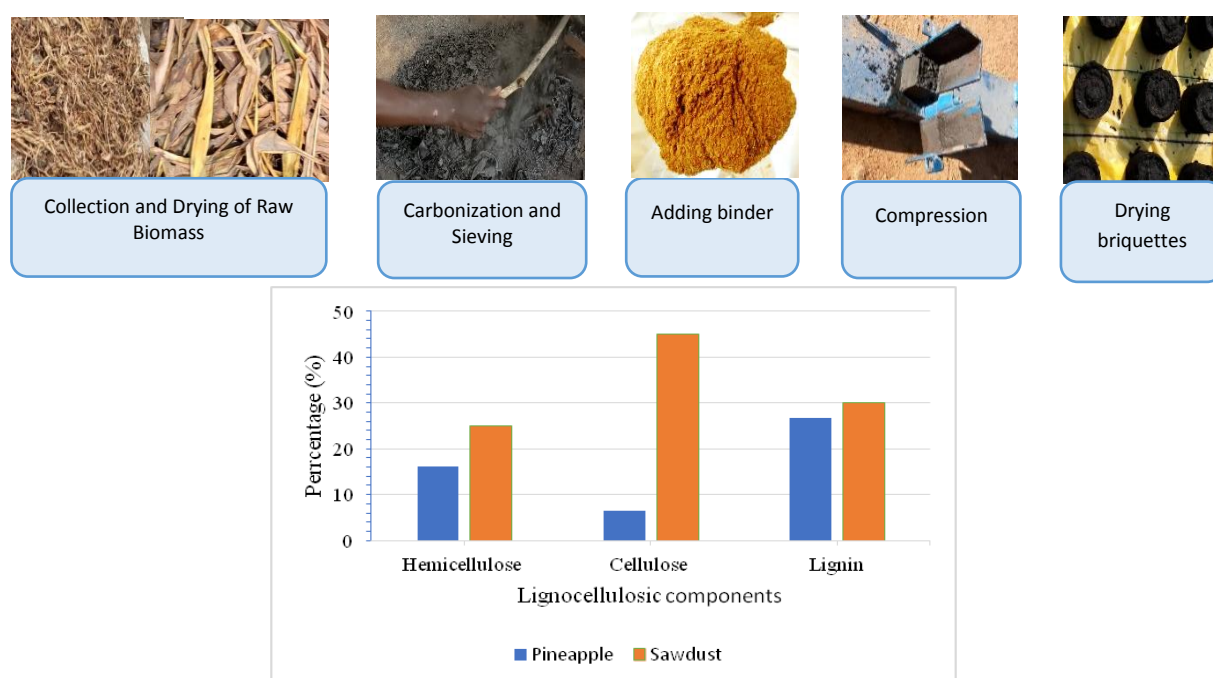 Collection and Drying of Raw
Biomass
Carbonization and
Sieving
Adding binder
Compression
Drying
briquettes
50
40
30
20
10
0
Perrcentage (%)
Hemicellulose
Cellulose
Lignin
Lignocellulosic components
Pineapple
Sawdust